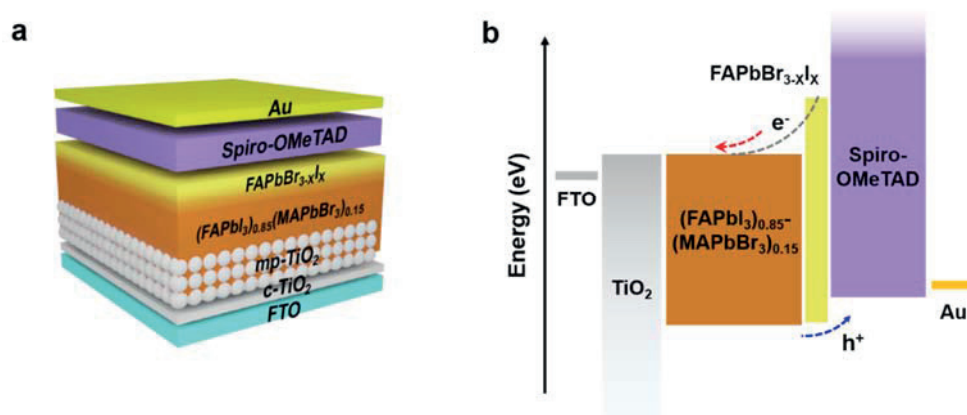 a
Au
Spiro-OMeTAD
FAPbBr₃₋ₓIₓ
(FAPbI₃)₀.₈₅(MAPbBr₃)₀.₁₅
mp-TiO₂
c-TiO₂
FTO
b
Energy (eV)
FTO
TiO₂
(FAPbI₃)₀.₈₅-
(MAPbBr₃)₀.₁₅
FAPbBr₃₋ₓIₓ
e⁻
h⁺
Spiro-
OMeTAD
Au